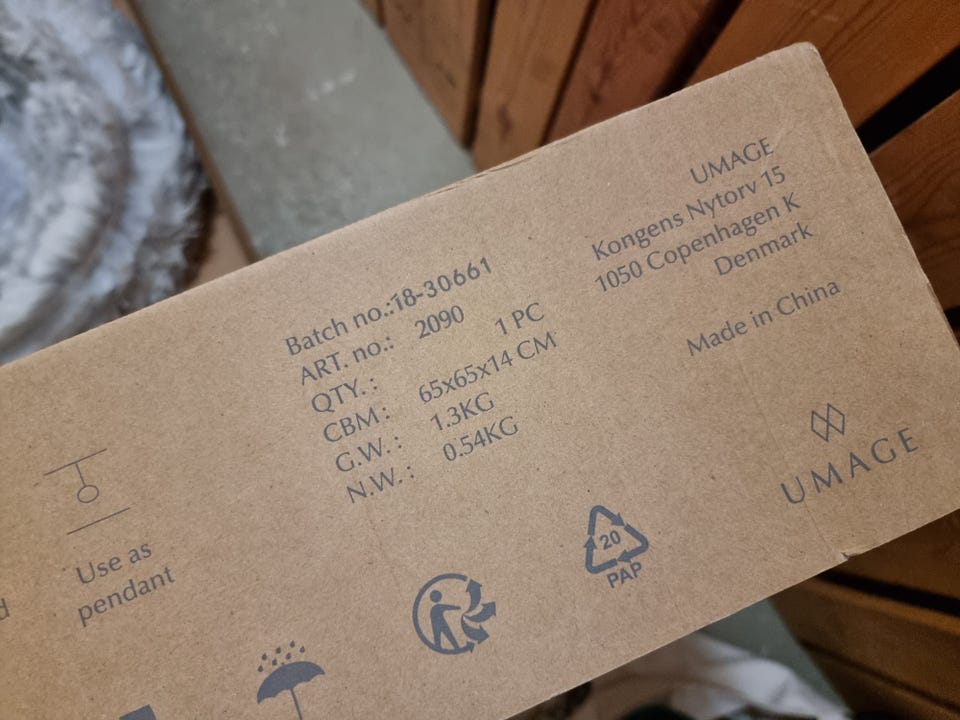 UMAGE
Kongens Nytorv 15
1050 Copenhagen K
Denmark
Made in China
Batch no.:18-30661
ART. no.: 2090
QTY. : 1 PC
CBM : 65x65x14 CM
G.W. : 1.3KG
N.W. : 0.54KG
Use as
pendant
20
PAP
UMAGE